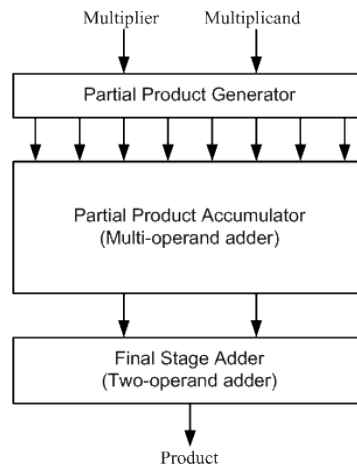 Multiplier Multiplicand
Partial Product Generator
Partial Product Accumulator
(Multi-operand adder)
Final Stage Adder
(Two-operand adder)
Product